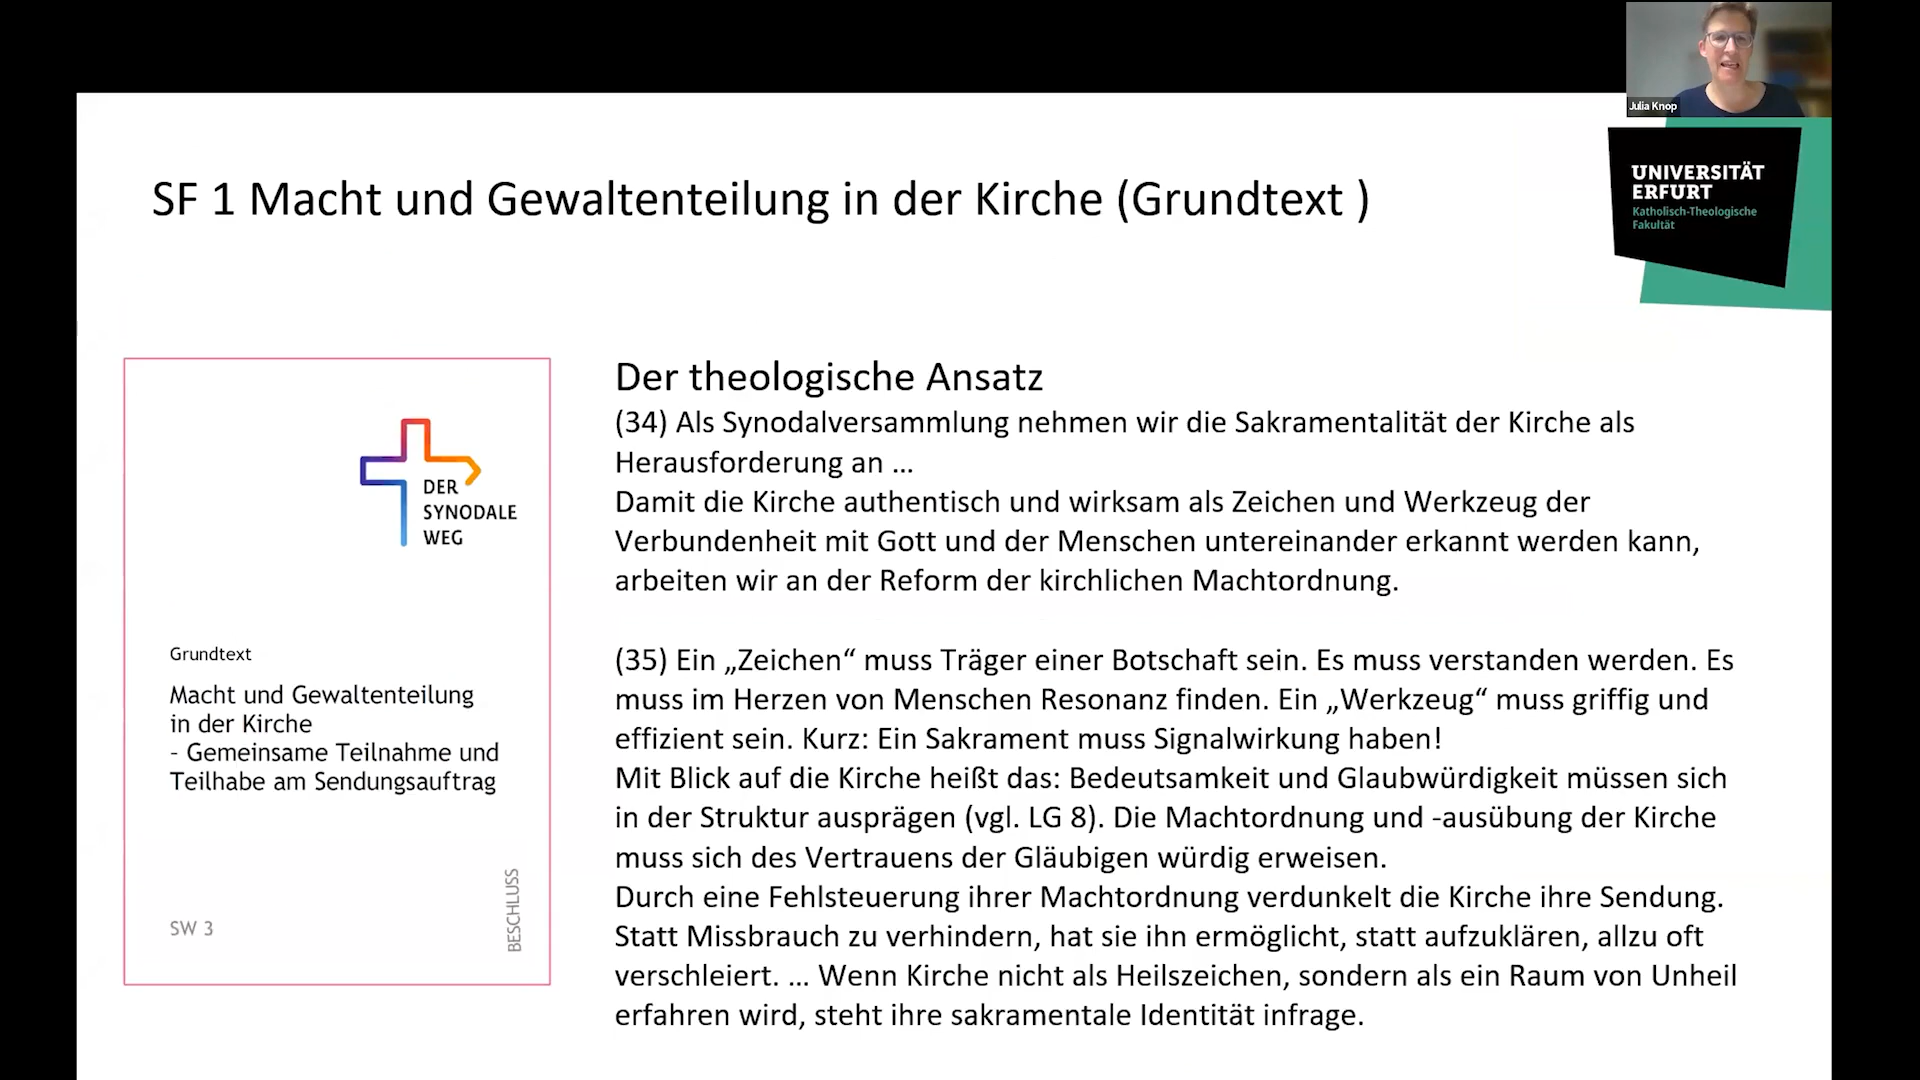 Julia Knop
UNIVERSITÄT
ERFURT
Katholisch-Theologische
Fakultät
SF 1 Macht und Gewaltenteilung in der Kirche (Grundtext )
DER
SYNODALE
WEG
Grundtext
Macht und Gewaltenteilung
in der Kirche
- Gemeinsame Teilnahme und
Teilhabe am Sendungsauftrag
SW 3
BESCHLUSS
Der theologische Ansatz
(34) Als Synodalversammlung nehmen wir die Sakramentalität der Kirche als
Herausforderung an ...
Damit die Kirche authentisch und wirksam als Zeichen und Werkzeug der
Verbundenheit mit Gott und der Menschen untereinander erkannt werden kann,
arbeiten wir an der Reform der kirchlichen Machtordnung.
(35) Ein „Zeichen“ muss Träger einer Botschaft sein. Es muss verstanden werden. Es
muss im Herzen von Menschen Resonanz finden. Ein „Werkzeug“ muss griffig und
effizient sein. Kurz: Ein Sakrament muss Signalwirkung haben!
Mit Blick auf die Kirche heißt das: Bedeutsamkeit und Glaubwürdigkeit müssen sich
in der Struktur ausprägen (vgl. LG 8). Die Machtordnung und -ausübung der Kirche
muss sich des Vertrauens der Gläubigen würdig erweisen.
Durch eine Fehlsteuerung ihrer Machtordnung verdunkelt die Kirche ihre Sendung.
Statt Missbrauch zu verhindern, hat sie ihn ermöglicht, statt aufzuklären, allzu oft
verschleiert. ... Wenn Kirche nicht als Heilszeichen, sondern als ein Raum von Unheil
erfahren wird, steht ihre sakramentale Identität infrage.